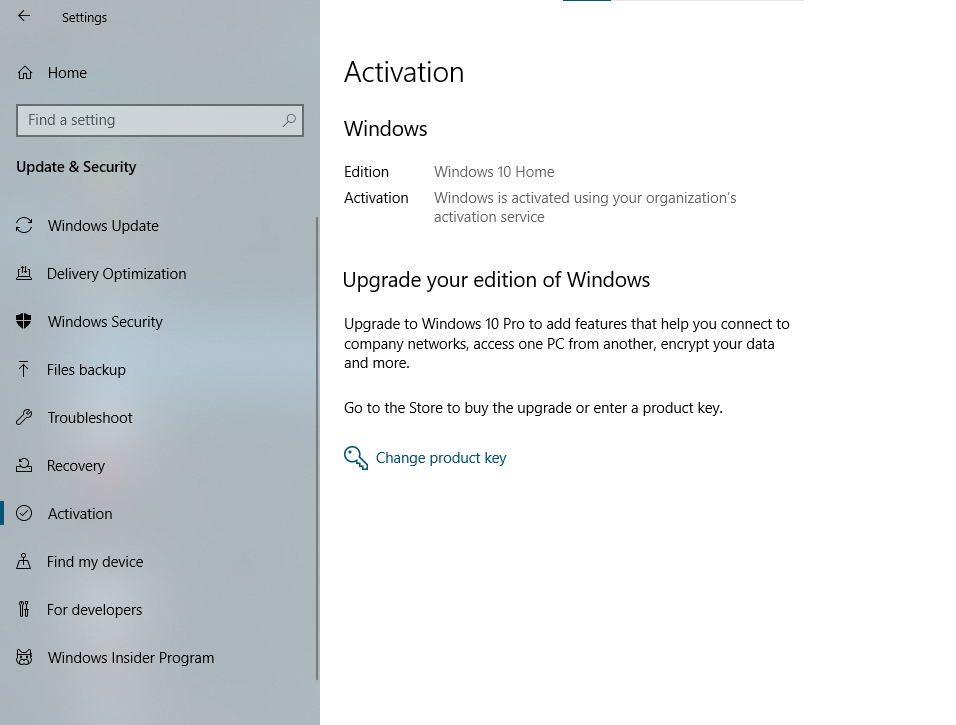 Settings
Home
Find a setting
Update & Security
Windows Update
Delivery Optimization
Windows Security
Files backup
Troubleshoot
Recovery
Activation
Find my device
For developers
Windows Insider Program
Activation
Windows
Edition Windows 10 Home
Activation Windows is activated using your organization's
activation service
Upgrade your edition of Windows
Upgrade to Windows 10 Pro to add features that help you connect to
company networks, access one PC from another, encrypt your data
and more.
Go to the Store to buy the upgrade or enter a product key.
Change product key